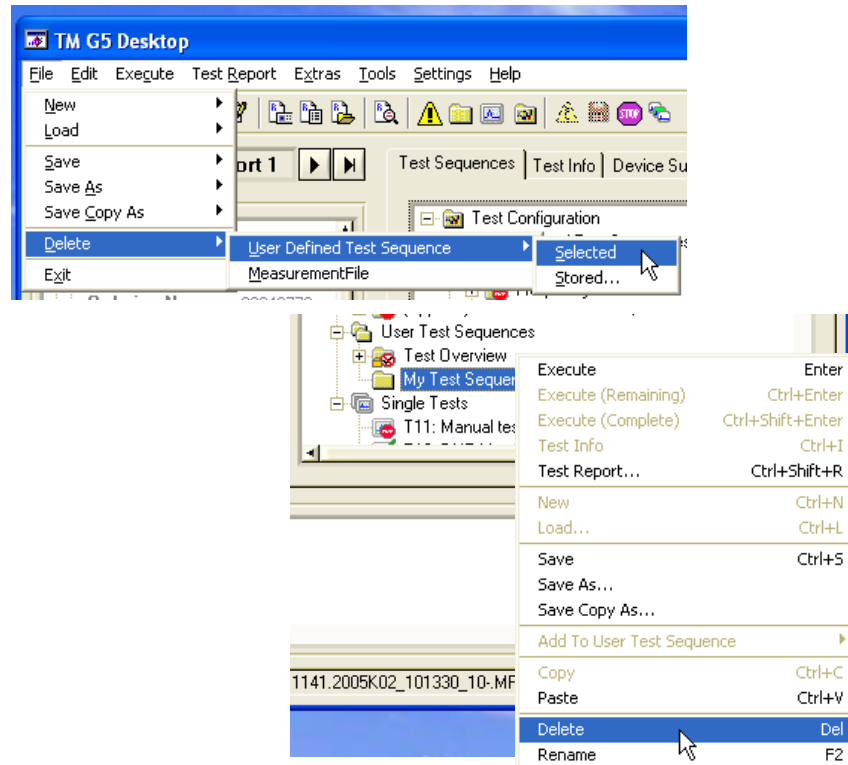 TM G5 Desktop
File Edit Execute Test Report Extras Tools Settings Help
New
Load
Save
Save As
Save Copy As
Delete
Exit
ort 1
Test Sequences Test Info Device Su
Test Configuration
User Defined Test Sequence
MeasurementFile
Selected
Stored...
User Test Sequences
Test Overview
My Test Sequen
Single Tests
T11: Manual tes
Execute Enter
Execute (Remaining) Ctrl+Enter
Execute (Complete) Ctrl+Shift+Enter
Test Info Ctrl+I
Test Report... Ctrl+Shift+R
New Ctrl+N
Load... Ctrl+L
Save Ctrl+S
Save As...
Save Copy As...
Add To User Test Sequence
Copy Ctrl+C
Paste Ctrl+V
Delete Del
Rename F2
1141.2005K02_101330_10-.MF